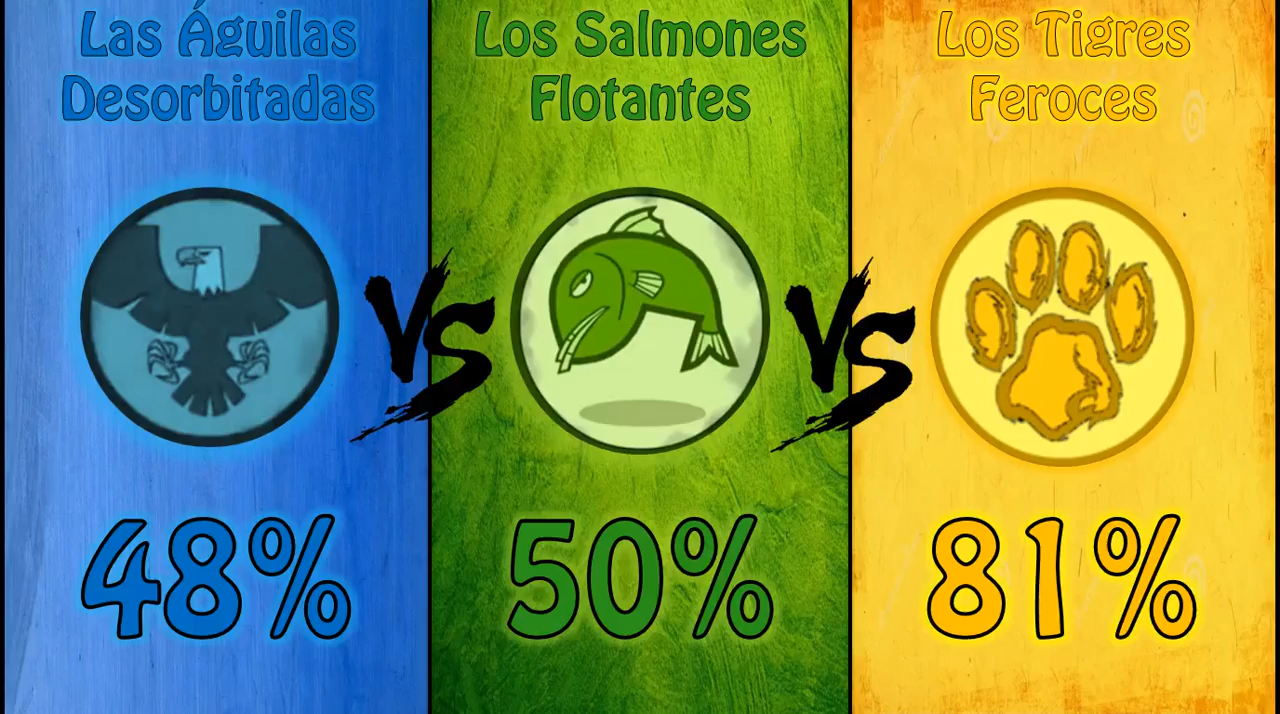 Las Águilas
Desorbitadas
Los Salmones
Flotantes
Los Tigres
Feroces
VS
VS
48%
50%
81%